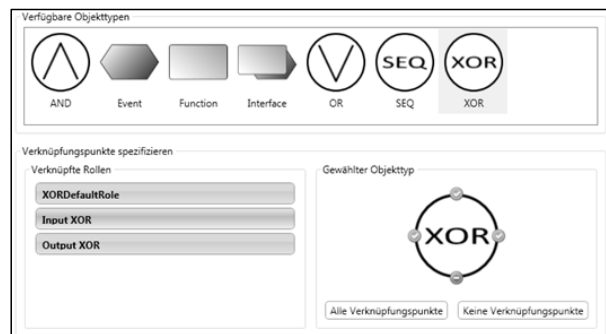 Verfügbare Objekttypen
SEQ
XOR
AND
Event
Function
Interface
OR
SEQ
XOR
Verknüpfungspunkte spezifizieren
Verknüpfte Rollen
XORDefaultRole
Input XOR
Output XOR
Gewählter Objekttyp
XOR
Alle Verknüpfungspunkte
Keine Verknüpfungspunkte